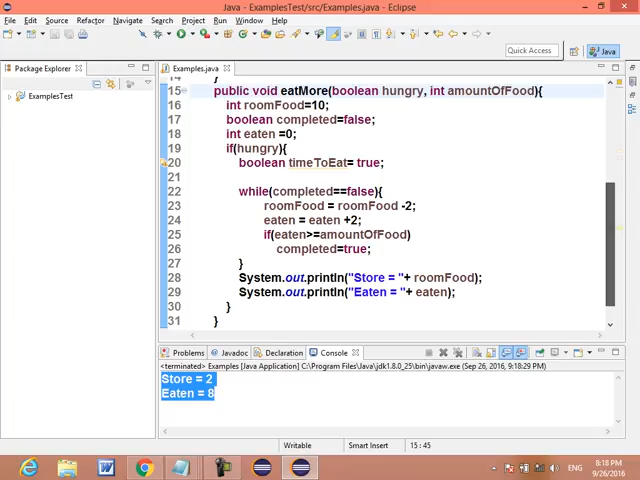 Java - ExamplesTest/src/Examples.java - Eclipse
File Edit Source Refactor Navigate Search Project Run Window Help
Quick Access
Java
Package Explorer
Examples.java
ExamplesTest
14 }
15 public void eatMore(boolean hungry, int amountOfFood){
16 int roomFood=10;
17 boolean completed=false;
18 int eaten =0;
19 if(hungry){
20 boolean timeToEat= true;
21
22 while(completed==false){
23 roomFood = roomFood -2;
24 eaten = eaten +2;
25 if(eaten>=amountOfFood)
26 completed=true;
27 }
28 System.out.println("Store = "+ roomFood);
29 System.out.println("Eaten = "+ eaten);
30 }
31 }
Problems Javadoc Declaration Console
<terminated> Examples [Java Application] C:\Program Files\Java\jdk1.8.0_25\bin\javaw.exe (Sep 26, 2016, 9:18:29 PM)
Store = 2
Eaten = 8
Writable Smart Insert 15 : 45
ENG 8:18 PM
9/26/2016